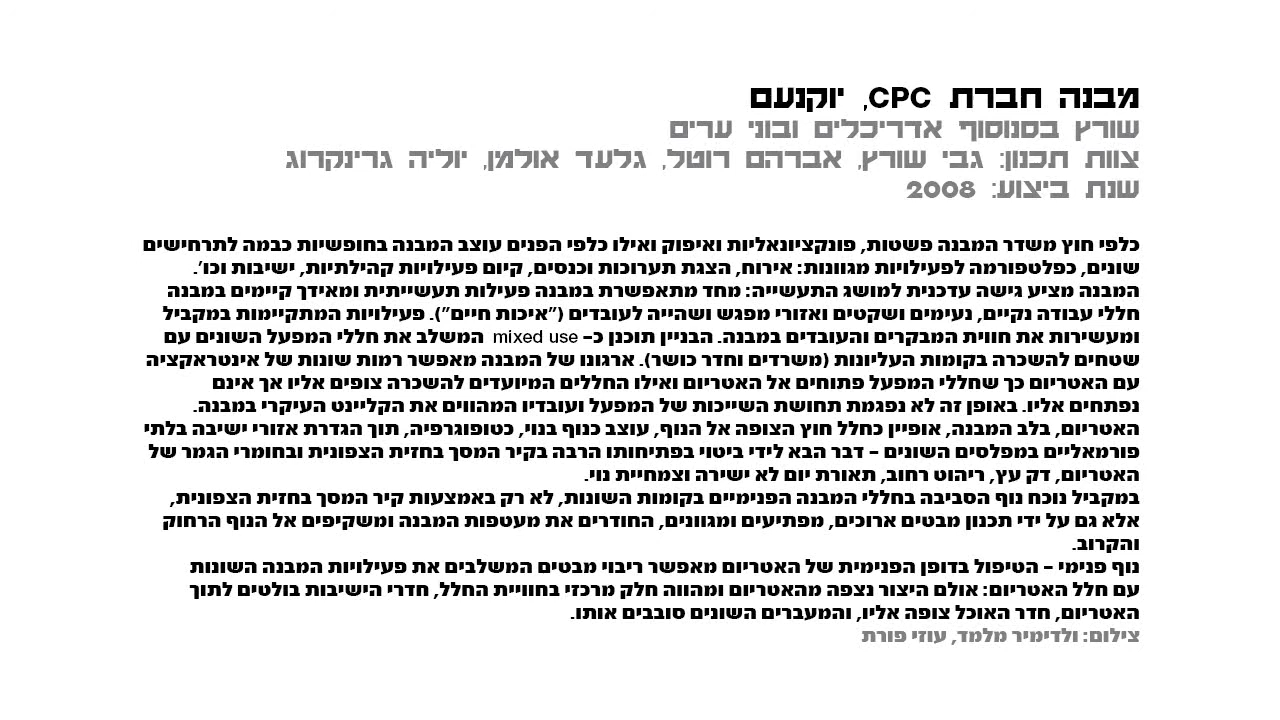 מבנה חברת CPC, יוקנעם
שורץ בסנוסוף אדריכלים ובוני ערים
צוות תכנון: גבי שורץ, אברהם רוטל, גלעד אולמן, יוליה גרינקרוג
שנת ביצוע: 2008
כלפי חוץ משדר המבנה פשטות, פונקציונאליות ואיפוק ואילו כלפי הפנים עוצב המבנה בחופשיות כבמה לתרחישים
שונים, כפלטפורמה לפעילויות מגוונות: אירוח, הצגת תערוכות וכנסים, קיום פעילויות קהילתיות, ישיבות וכו'.
המבנה מציע גישה עדכנית למושג התעשייה: מחד מתאפשרת במבנה פעילות תעשייתית ומאידך קיימים במבנה
חללי עבודה נקיים, נעימים ושקטים ואזורי מפגש ושהייה לעובדים ("איכות חיים"). פעילויות המתקיימות במקביל
ומעשירות את חווית המבקרים והעובדים במבנה. הבניין תוכנן כ- mixed use המשלב את חללי המפעל השונים עם
שטחים להשכרה בקומות העליונות (משרדים וחדר כושר). ארגונו של המבנה מאפשר רמות שונות של אינטראקציה
עם האטריום כך שחללי המפעל פתוחים אל האטריום ואילו החללים המיועדים להשכרה צופים אליו אך אינם
נפתחים אליו. באופן זה לא נפגמת תחושת השייכות של המפעל ועובדיו המהווים את הקליינט העיקרי במבנה.
האטריום, בלב המבנה, אופיין כחלל חוץ הצופה אל הנוף, עוצב כנוף בנוי, כטופוגרפיה, תוך הגדרת אזורי ישיבה בלתי
פורמאליים במפלסים השונים - דבר הבא לידי ביטוי בפתיחותו הרבה בקיר המסך בחזית הצפונית ובחומרי הגמר של
האטריום, דק עץ, ריהוט רחוב, תאורת יום לא ישירה וצמחיית נוי.
במקביל נוכח נוף הסביבה בחללי המבנה הפנימיים בקומות השונות, לא רק באמצעות קיר המסך בחזית הצפונית,
אלא גם על ידי תכנון מבטים ארוכים, מפתיעים ומגוונים, החודרים את מעטפות המבנה ומשקיפים אל הנוף הרחוק
והקרוב.
נוף פנימי - הטיפול בדופן הפנימית של האטריום מאפשר ריבוי מבטים המשלבים את פעילויות המבנה השונות
עם חלל האטריום: אולם היצור נצפה מהאטריום ומהווה חלק מרכזי בחוויית החלל, חדרי הישיבות בולטים לתוך
האטריום, חדר האוכל צופה אליו, והמעברים השונים סובבים אותו.
צילום: ולדימיר מלמד, עוזי פורת